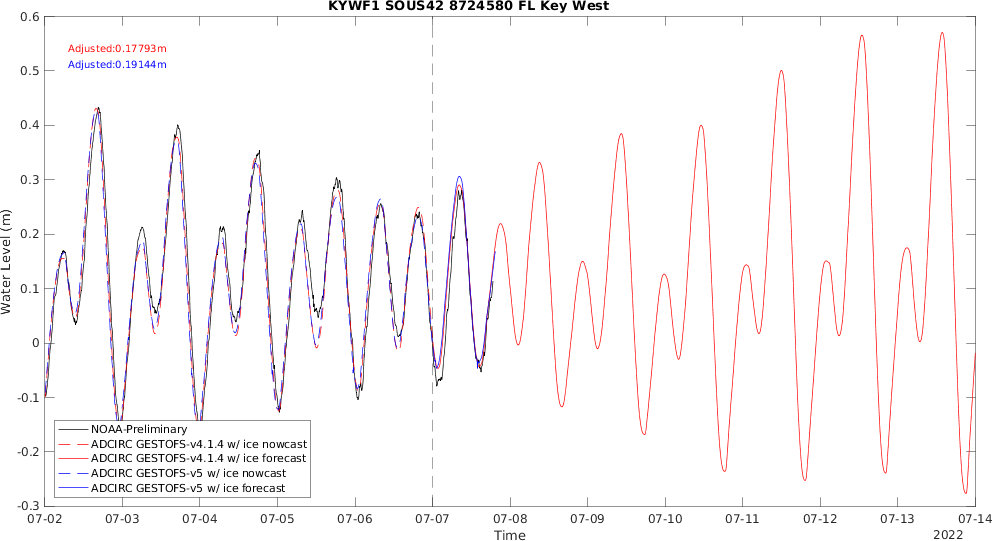 KYWF1 SOUS42 8724580 FL Key West
Adjusted:0.17793m
Adjusted:0.19144m
0.6
0.5
0.4
0.3
0.2
0.1
0
-0.1
-0.2
-0.3
Water Level (m)
NOAA-Preliminary
ADCIRC GESTOFS-v4.1.4 w/ ice nowcast
ADCIRC GESTOFS-v4.1.4 w/ ice forecast
ADCIRC GESTOFS-v5 w/ ice nowcast
ADCIRC GESTOFS-v5 w/ ice forecast
07-02 07-03 07-04 07-05 07-06 07-07 07-08 07-09 07-10 07-11 07-12 07-13 07-14
Time
2022